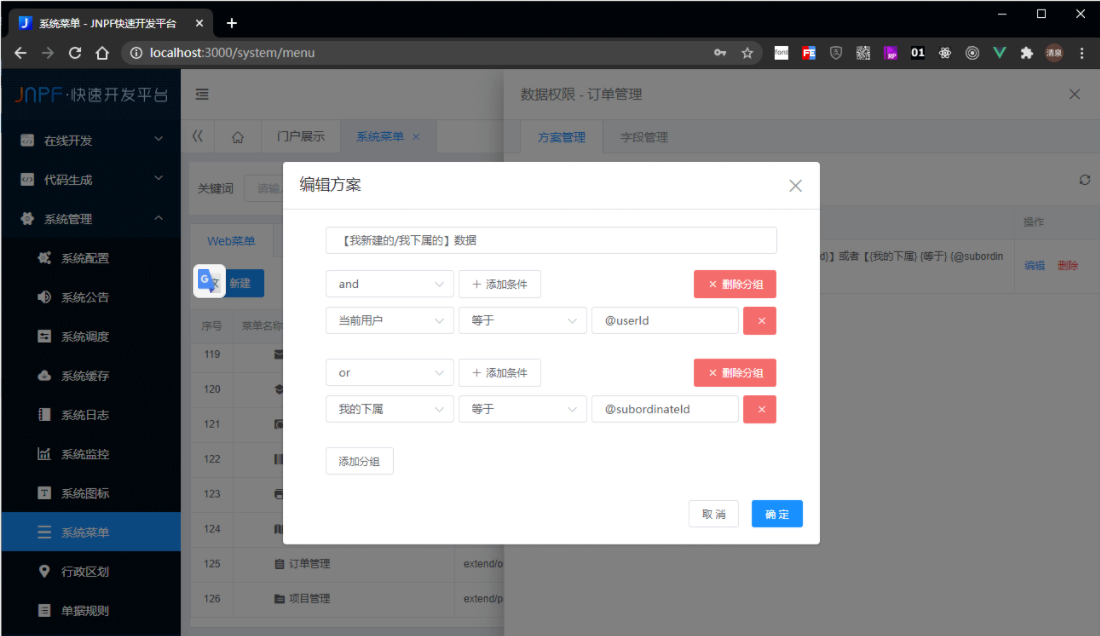 系统菜单 - JNPF快速开发平台
localhost:3000/system/menu
font
FE
RP
01
清泉
JNPF·快速开发平台
在线开发
代码生成
系统管理
系统配置
系统公告
系统调度
系统缓存
系统日志
系统监控
系统图标
系统菜单
行政区划
单据规则
门户展示
系统菜单
关键词
请输
Web菜单
新建
序号
菜单名称
119
120
121
122
123
124
125
订单管理
extend/o
126
项目管理
extend/p
数据权限 - 订单管理
方案管理
字段管理
操作
d}】或者【{我的下属} {等于} {@subordin
编辑
删除
编辑方案
【我新建的/我下属的】数据
and
添加条件
删除分组
当前用户
等于
@userId
or
添加条件
删除分组
我的下属
等于
@subordinateId
添加分组
取 消
确 定